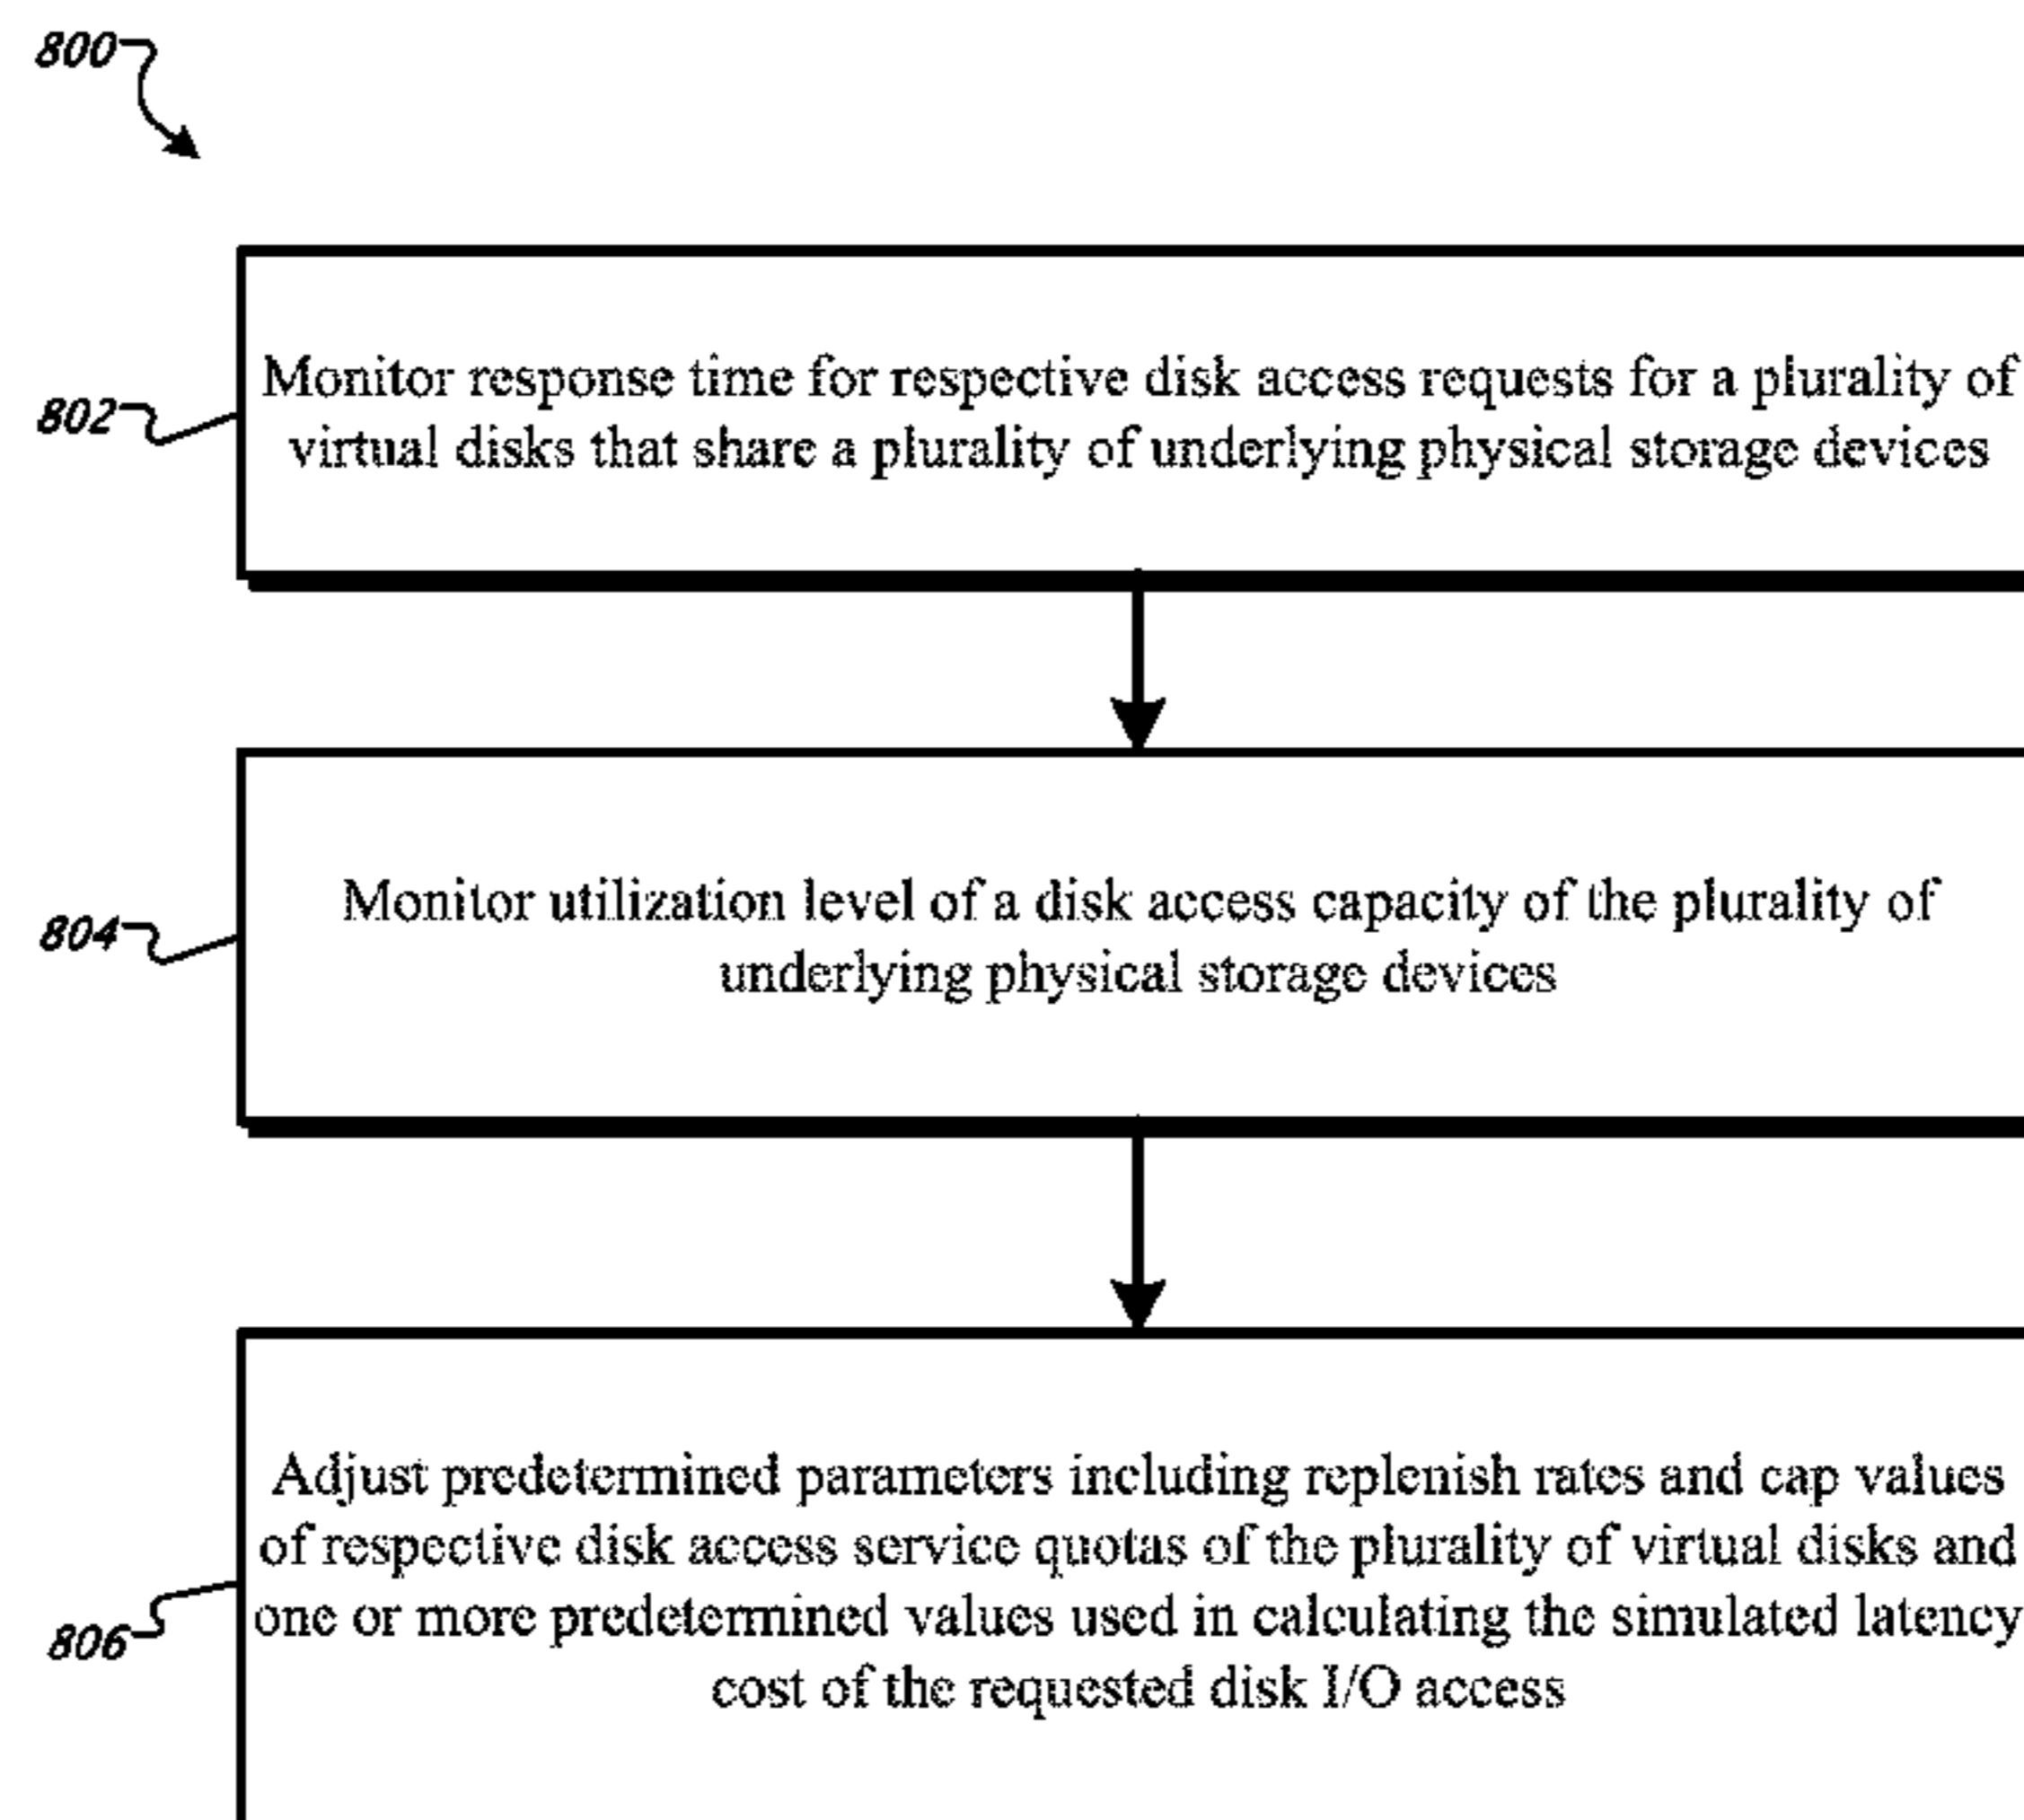 800
802
Monitor response time for respective disk access requests for a plurality of
virtual disks that share a plurality of underlying physical storage devices
804
Monitor utilization level of a disk access capacity of the plurality of
underlying physical storage devices
806
Adjust predetermined parameters including replenish rates and cap values
of respective disk access service quotas of the plurality of virtual disks and
one or more predetermined values used in calculating the simulated latency
cost of the requested disk I/O access